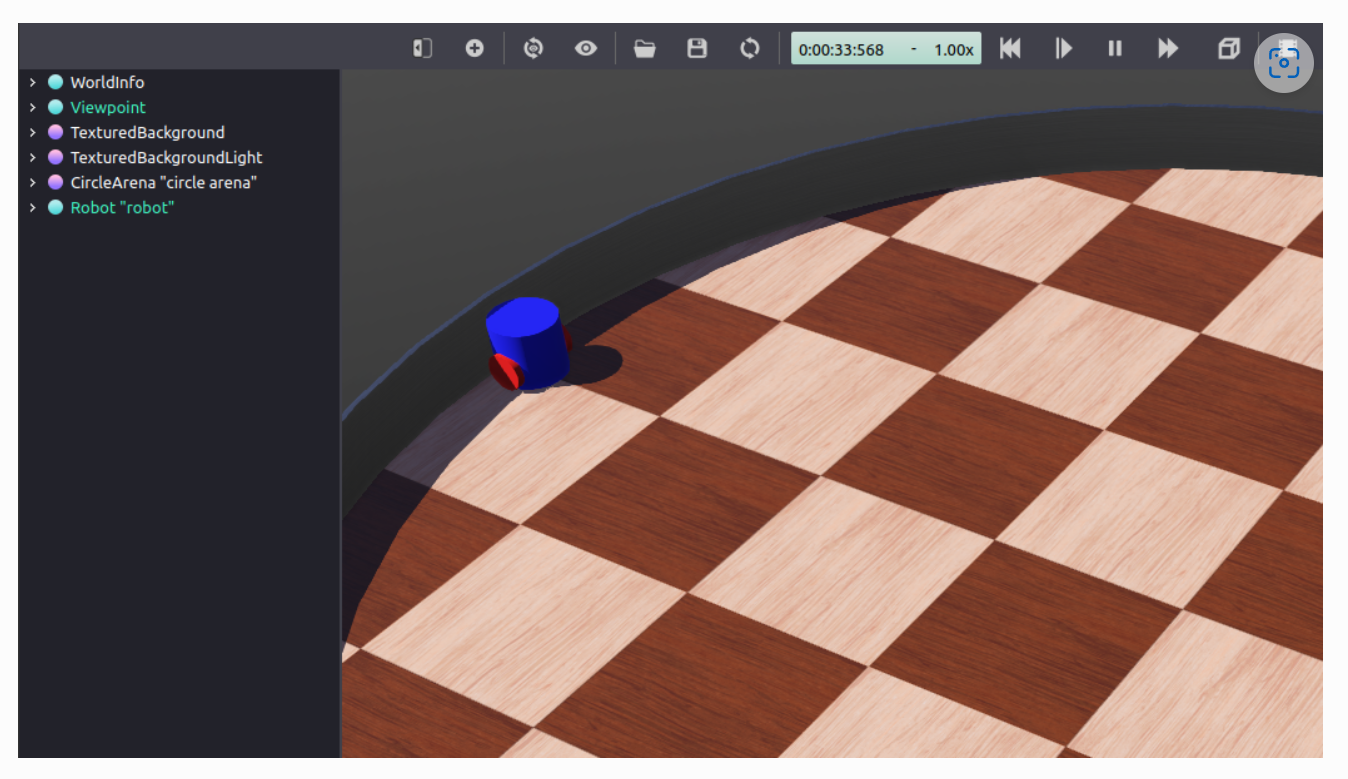 0:00:33:568 - 1.00x
WorldInfo
Viewpoint
TexturedBackground
TexturedBackgroundLight
CircleArena "circle arena"
Robot "robot"